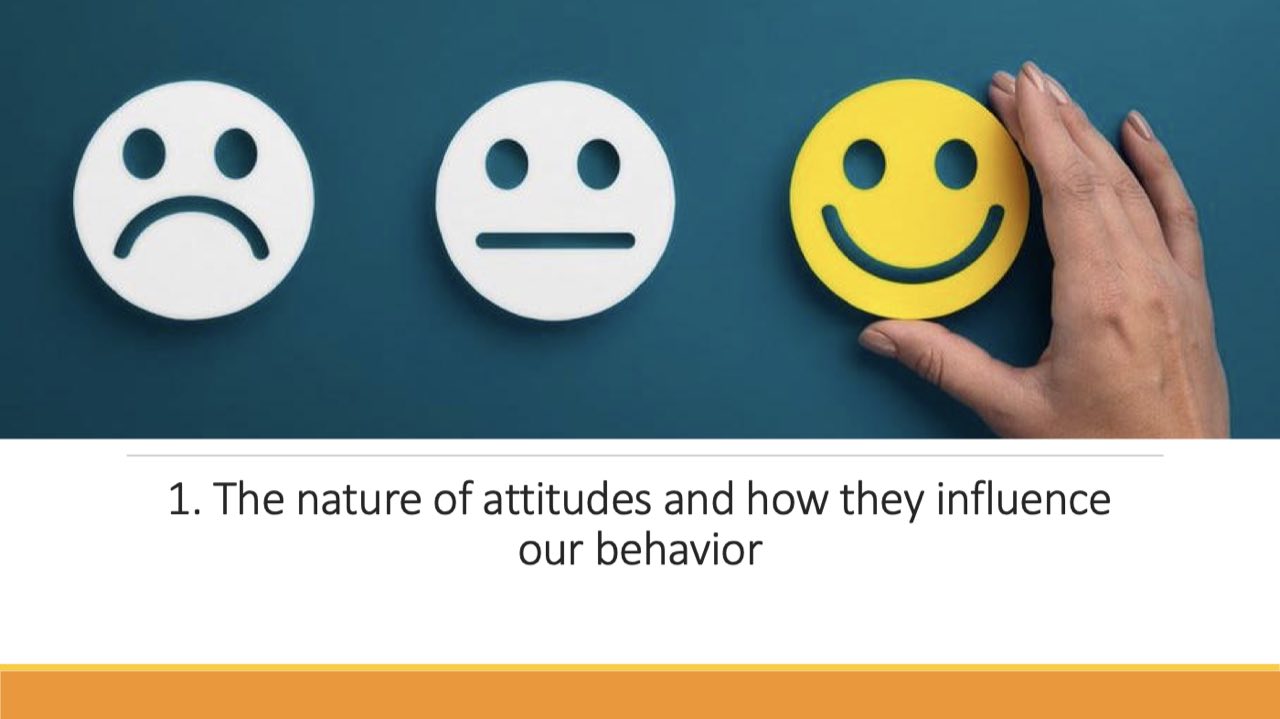 1. The nature of attitudes and how they influence
our behavior